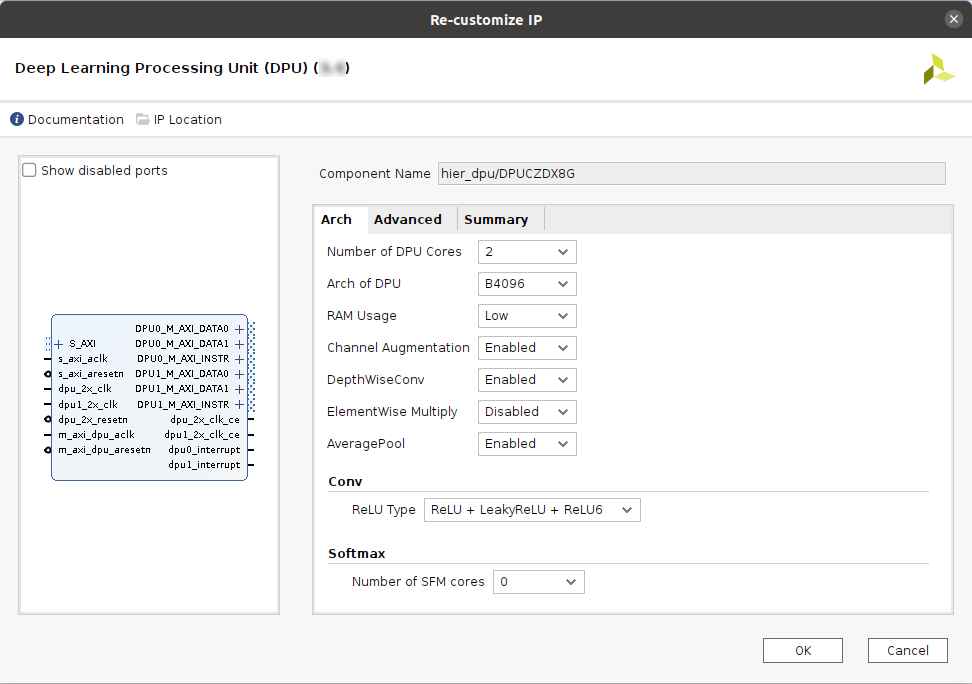 Re-customize IP
Deep Learning Processing Unit (DPU) ( )
Documentation IP Location
Show disabled ports
S_AXI
s_axi_aclk
s_axi_aresetn
dpu_2x_clk
dpu1_2x_clk
dpu_2x_resetn
m_axi_dpu_aclk
m_axi_dpu_aresetn
DPU0_M_AXI_DATA0
DPU0_M_AXI_DATA1
DPU0_M_AXI_INSTR
DPU1_M_AXI_DATA0
DPU1_M_AXI_DATA1
DPU1_M_AXI_INSTR
dpu_2x_clk_ce
dpu1_2x_clk_ce
dpu0_interrupt
dpu1_interrupt
Component Name hier_dpu/DPUCZDX8G
Arch Advanced Summary
Number of DPU Cores 2
Arch of DPU B4096
RAM Usage Low
Channel Augmentation Enabled
DepthWiseConv Enabled
ElementWise Multiply Disabled
AveragePool Enabled
Conv
ReLU Type ReLU + LeakyReLU + ReLU6
Softmax
Number of SFM cores 0
OK Cancel